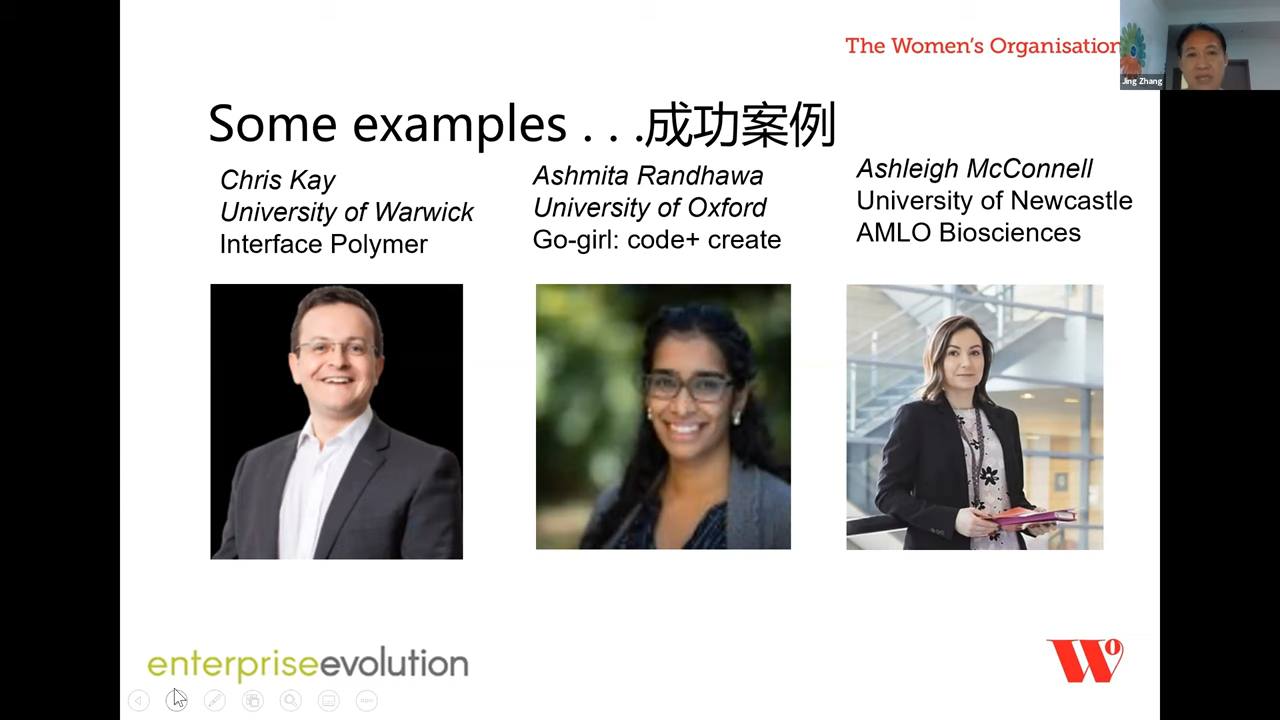 The Women's Organisation
Jing Zhang
Some examples . . .成功案例
Chris Kay
University of Warwick
Interface Polymer
Ashmita Randhawa
University of Oxford
Go-girl: code+ create
Ashleigh McConnell
University of Newcastle
AMLO Biosciences
enterpriseevolution
Wo